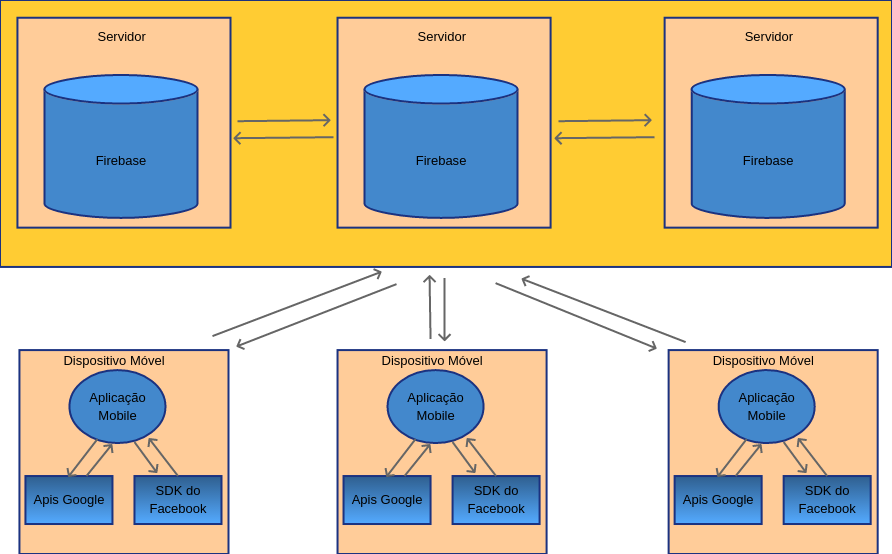 Servidor
Servidor
Servidor
Firebase
Firebase
Firebase
Dispositivo Móvel
Dispositivo Móvel
Dispositivo Móvel
Aplicação
Mobile
Aplicação
Mobile
Aplicação
Mobile
Apis Google
SDK do
Facebook
Apis Google
SDK do
Facebook
Apis Google
SDK do
Facebook